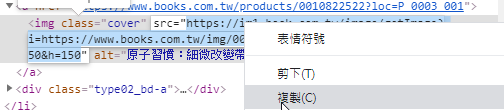 www.books.com.tw/products/0010822522?loc=P_0003_001
<img class="cover" src="https://im1.book.com.tw/image/getImage?
i=https://www.books.com.tw/img/00
50&h=150" alt="原子習慣：細微改變帶
</a>
<div class="type02_bd-a">…</div>
</li>
表情符號
剪下(T)
複製(C)